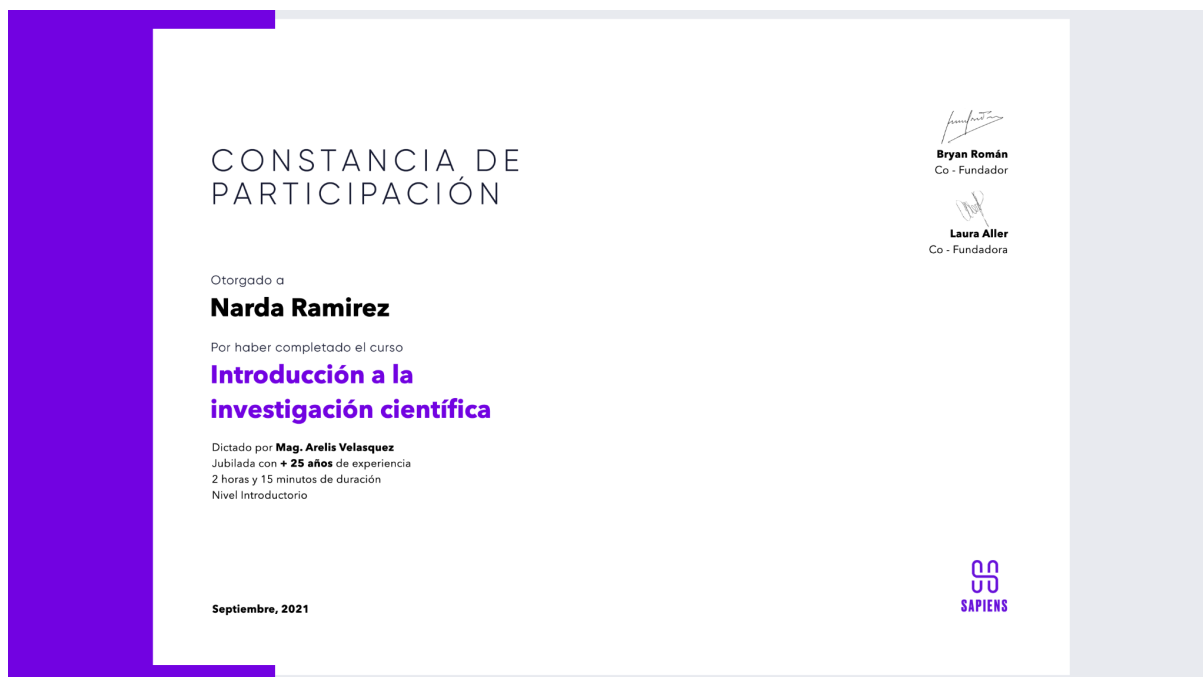 CONSTANCIA DE
PARTICIPACIÓN
Otorgado a
Narda Ramirez
Por haber completado el curso
Introducción a la
investigación científica
Dictado por Mag. Arelis Velasquez
Jubilada con + 25 años de experiencia
2 horas y 15 minutos de duración
Nivel Introductorio
Septiembre, 2021
Bryan Román
Co - Fundador
Laura Aller
Co - Fundadora
SAPIENS